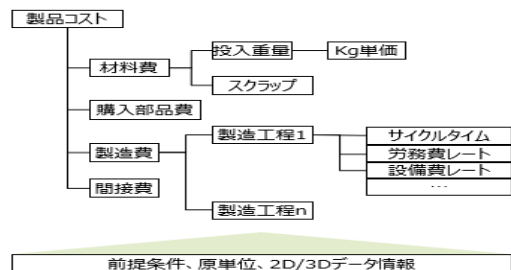 製品コスト
材料費
投入重量
Kg単価
スクラップ
購入部品費
製造費
製造工程1
サイクルタイム
労務費レート
設備費レート
…
間接費
製造工程n
前提条件、原単位、2D/3Dデータ情報